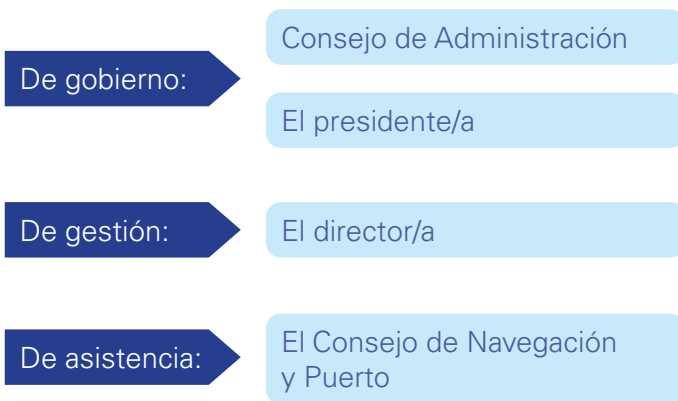 De gobierno:
Consejo de Administración
El presidente/a
De gestión:
El director/a
De asistencia:
El Consejo de Navegación
y Puerto